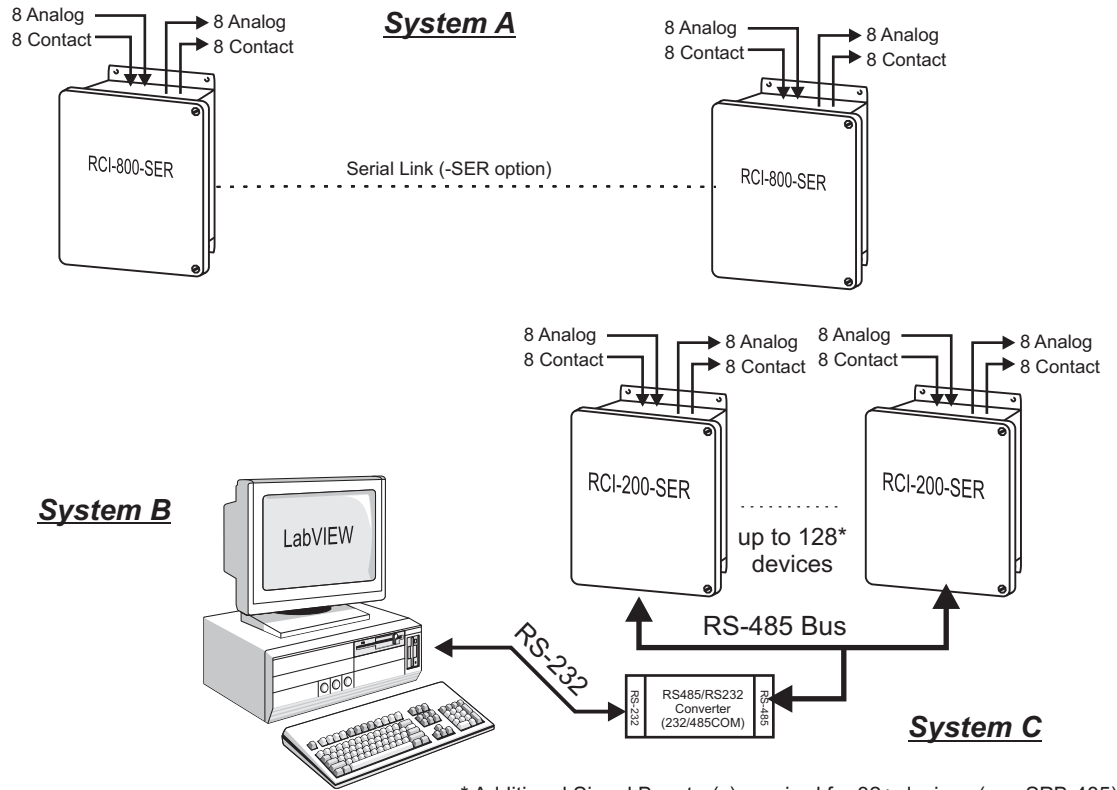 System A
8 Analog
8 Contact
8 Analog
8 Contact
8 Analog
8 Contact
8 Analog
8 Contact
RCI-800-SER
Serial Link (-SER option)
RCI-800-SER
8 Analog
8 Contact
8 Analog
8 Contact
8 Analog
8 Contact
8 Analog
8 Contact
RCI-200-SER
up to 128*
devices
RCI-200-SER
System B
LabVIEW
RS-485 Bus
RS-232
RS-232
RS485/RS232
Converter
(232/485COM)
RS-485
System C